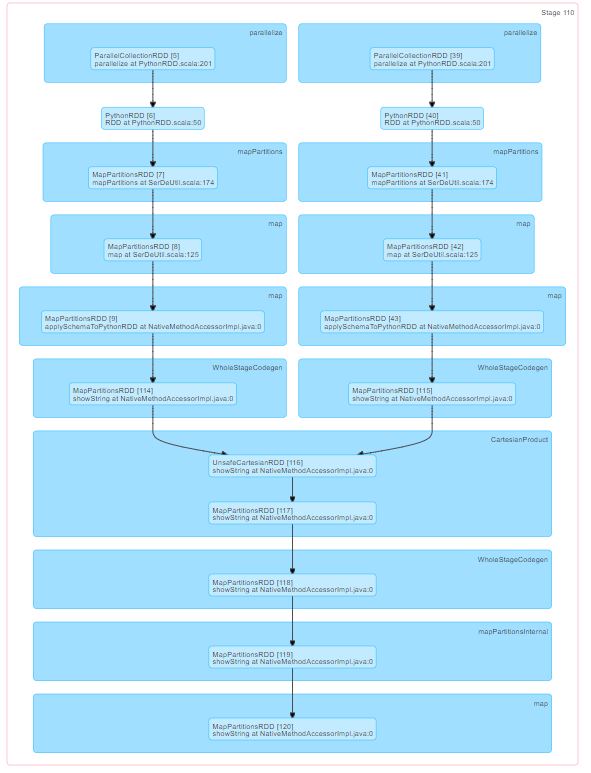 Stage 110
parallelize
ParallelCollectionRDD [5]
parallelize at PythonRDD.scala:201
parallelize
ParallelCollectionRDD [39]
parallelize at PythonRDD.scala:201
PythonRDD [6]
RDD at PythonRDD.scala:50
PythonRDD [40]
RDD at PythonRDD.scala:50
mapPartitions
MapPartitionsRDD [7]
mapPartitions at SerDeUtil.scala:174
mapPartitions
MapPartitionsRDD [41]
mapPartitions at SerDeUtil.scala:174
map
MapPartitionsRDD [8]
map at SerDeUtil.scala:125
map
MapPartitionsRDD [42]
map at SerDeUtil.scala:125
map
MapPartitionsRDD [9]
applySchemaToPythonRDD at NativeMethodAccessorImpl.java:0
map
MapPartitionsRDD [43]
applySchemaToPythonRDD at NativeMethodAccessorImpl.java:0
WholeStageCodegen
MapPartitionsRDD [114]
showString at NativeMethodAccessorImpl.java:0
WholeStageCodegen
MapPartitionsRDD [115]
showString at NativeMethodAccessorImpl.java:0
CartesianProduct
UnsafeCartesianRDD [116]
showString at NativeMethodAccessorImpl.java:0
MapPartitionsRDD [117]
showString at NativeMethodAccessorImpl.java:0
WholeStageCodegen
MapPartitionsRDD [118]
showString at NativeMethodAccessorImpl.java:0
mapPartitionsInternal
MapPartitionsRDD [119]
showString at NativeMethodAccessorImpl.java:0
map
MapPartitionsRDD [120]
showString at NativeMethodAccessorImpl.java:0